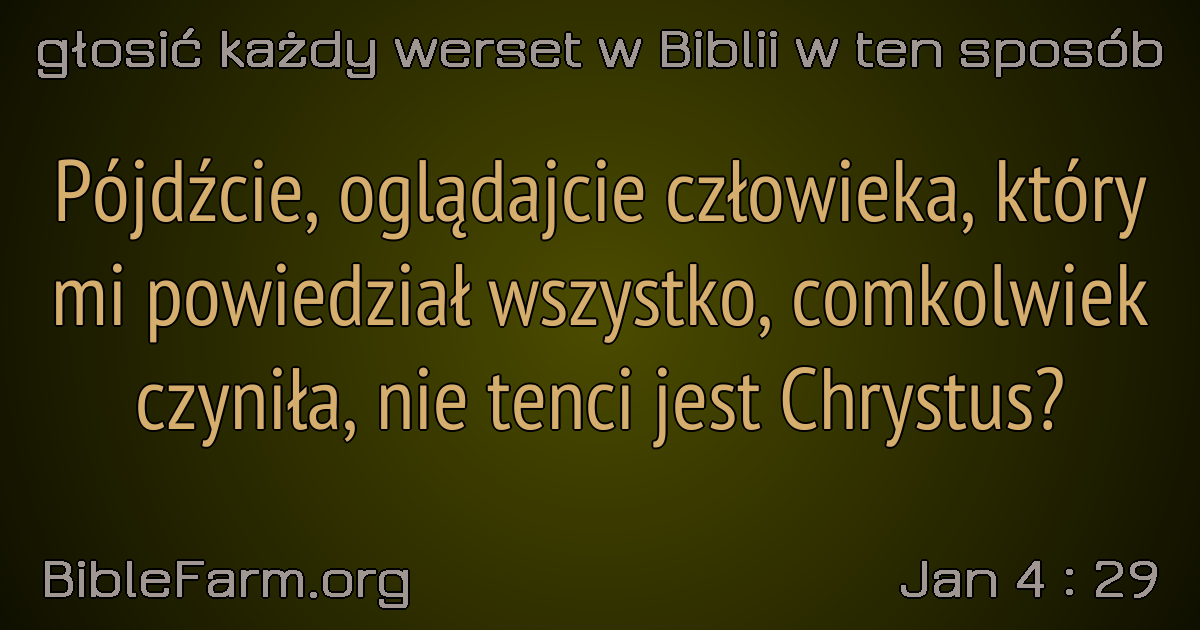 głosić każdy werset w Biblii w ten sposób
Pójdźcie, oglądajcie człowieka, który
mi powiedział wszystko, comkolwiek
czyniła, nie tenci jest Chrystus?
BibleFarm.org
Jan 4 : 29